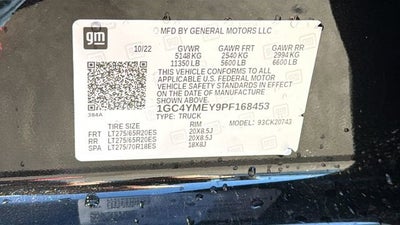 gm
MFD BY GENERAL MOTORS LLC
10/22 GVWR GAWR FRT GAWR RR
5148 KG 2540 KG 2994 KG
11350 LB 5600 LB 6600 LB
THIS VEHICLE CONFORMS TO ALL
APPLICABLE U.S. FEDERAL MOTOR
VEHICLE SAFETY STANDARDS IN EFFECT
ON THE DATE OF MANUFACTURE
SHOWN ABOVE.
1GC4YMEY9PF168453
384A TYPE: TRUCK
MODEL: 93CK20743
TIRE SIZE RIM
FRT LT275/65R20ES 20X8.5J
RR LT275/65R20ES 20X8.5J
SPA LT275/70R18ES 18X8J